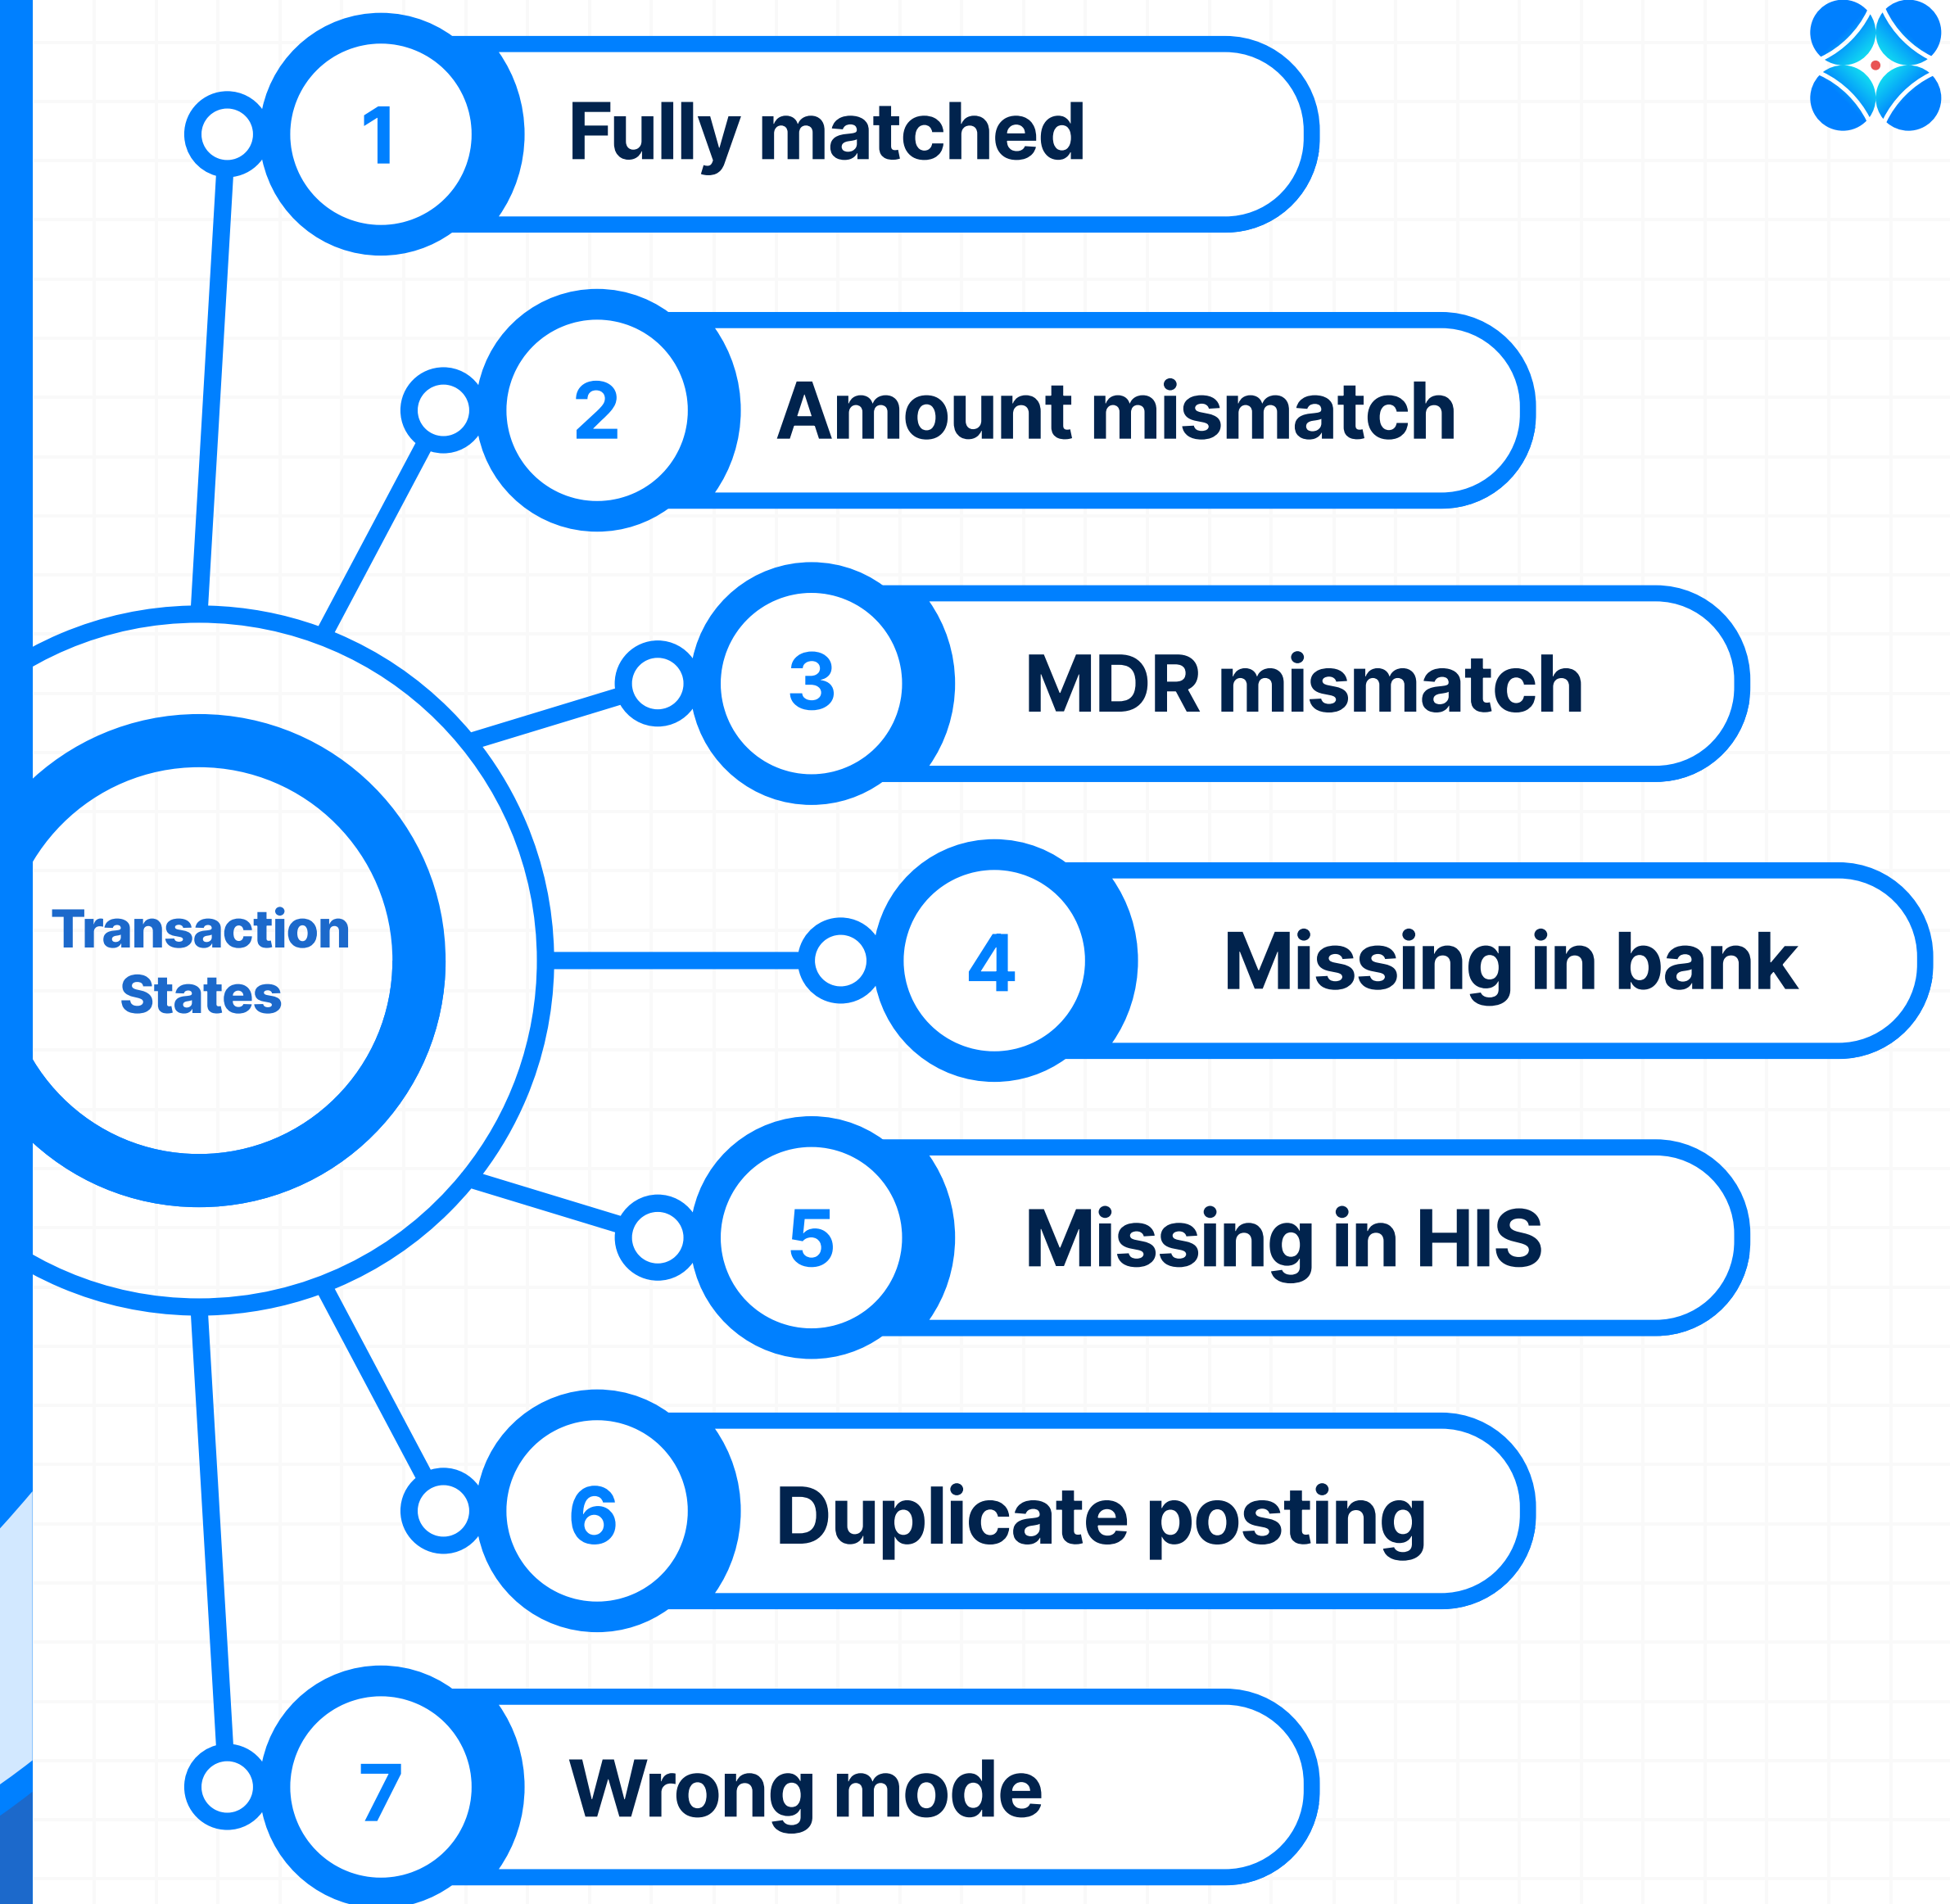 1
Fully matched
2
Amount mismatch
3
MDR mismatch
Transaction
States
4
Missing in bank
5
Missing in HIS
6
Duplicate posting
7
Wrong mode